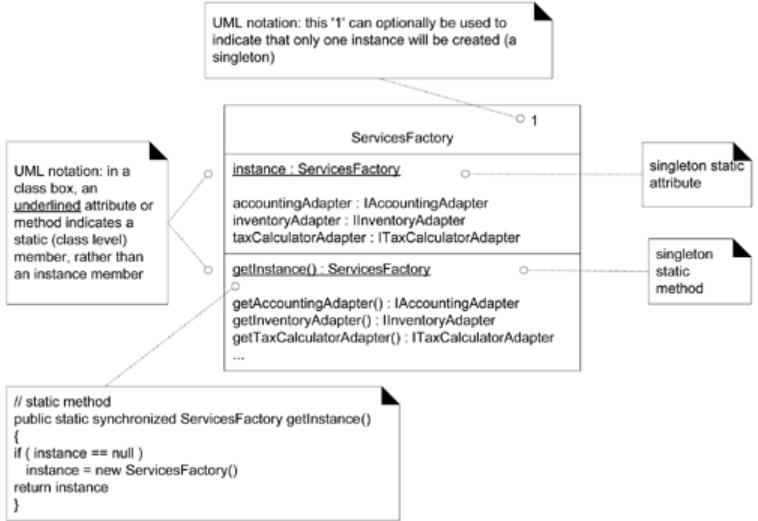 UML notation: this '1' can optionally be used to
indicate that only one instance will be created (a
singleton)
1
ServicesFactory
UML notation: in a
class box, an
underlined attribute or
method indicates a
static (class level)
member, rather than
an instance member
instance : ServicesFactory
accountingAdapter : IAccountingAdapter
inventoryAdapter : IInventoryAdapter
taxCalculatorAdapter : ITaxCalculatorAdapter
singleton static
attribute
getInstance() : ServicesFactory
getAccountingAdapter() : IAccountingAdapter
getInventoryAdapter() : IInventoryAdapter
getTaxCalculatorAdapter() : ITaxCalculatorAdapter
...
singleton
static
method
// static method
public static synchronized ServicesFactory getInstance()
{
if ( instance == null )
instance = new ServicesFactory()
return instance
}